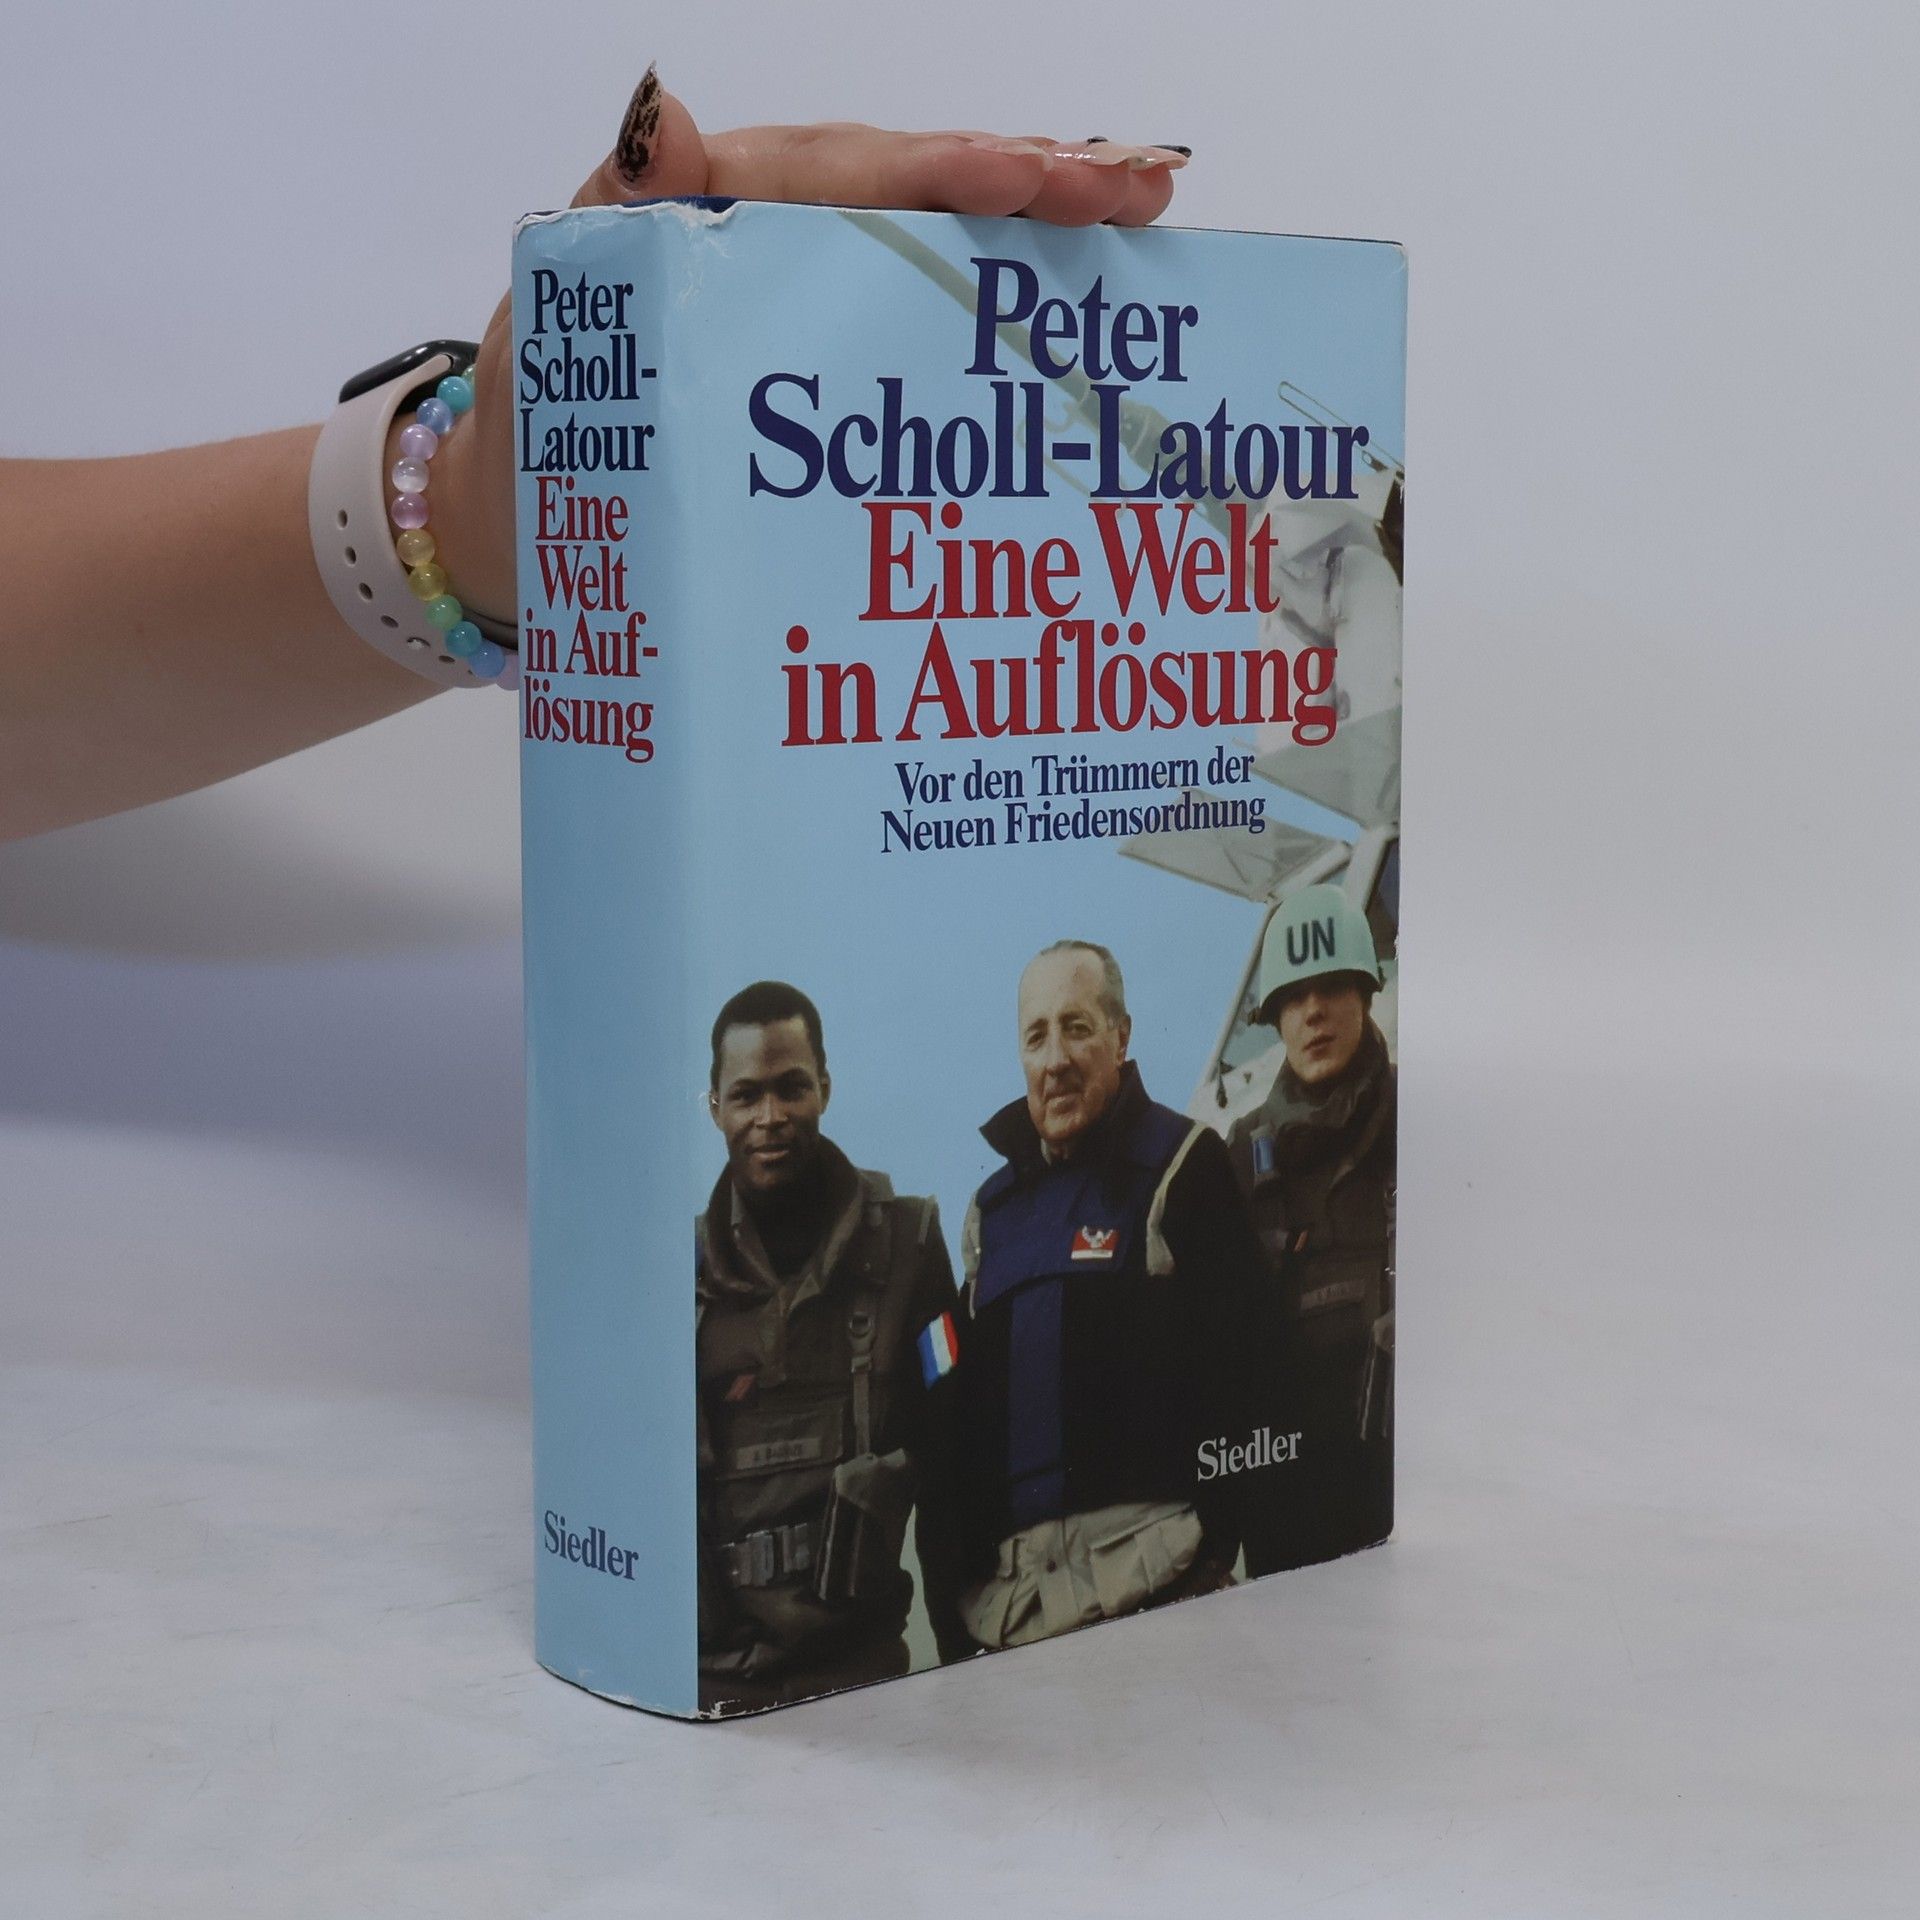 Peter
Scholl-
Latour
Eine
Welt
in Auf-
lösung
Siedler
Peter
Scholl-Latour
Eine Welt
in Auflösung
Vor den Trümmern der
Neuen Friedensordnung
UN
Siedler